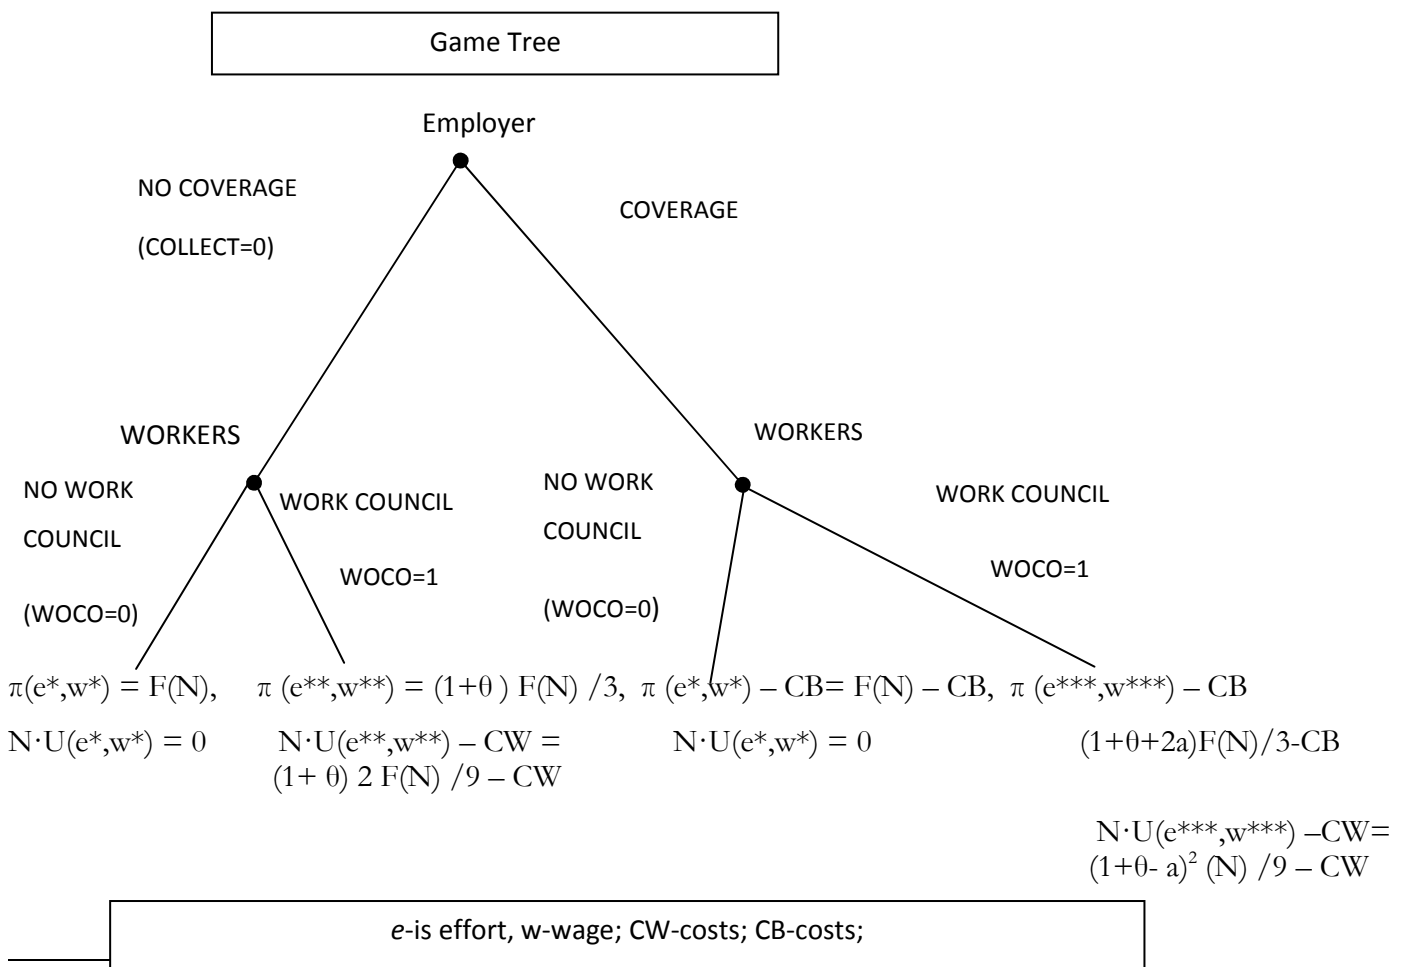 Game Tree
Employer
NO COVERAGE
(COLLECT=0)
COVERAGE
WORKERS
WORKERS
NO WORK
COUNCIL
(WOCO=0)
WORK COUNCIL
WOCO=1
NO WORK
COUNCIL
(WOCO=0)
WORK COUNCIL
WOCO=1
π(e*,w*) = F(N), π (e**,w**) = (1+θ ) F(N) /3, π (e*,w*) – CB= F(N) – CB, π (e***,w***) – CB
N·U(e*,w*) = 0 N·U(e**,w**) – CW = N·U(e*,w*) = 0 (1+θ+2a)F(N)/3-CB
(1+ θ) 2 F(N) /9 – CW
N·U(e***,w***) –CW=
(1+θ- a)² (N) /9 – CW
e-is effort, w-wage; CW-costs; CB-costs;